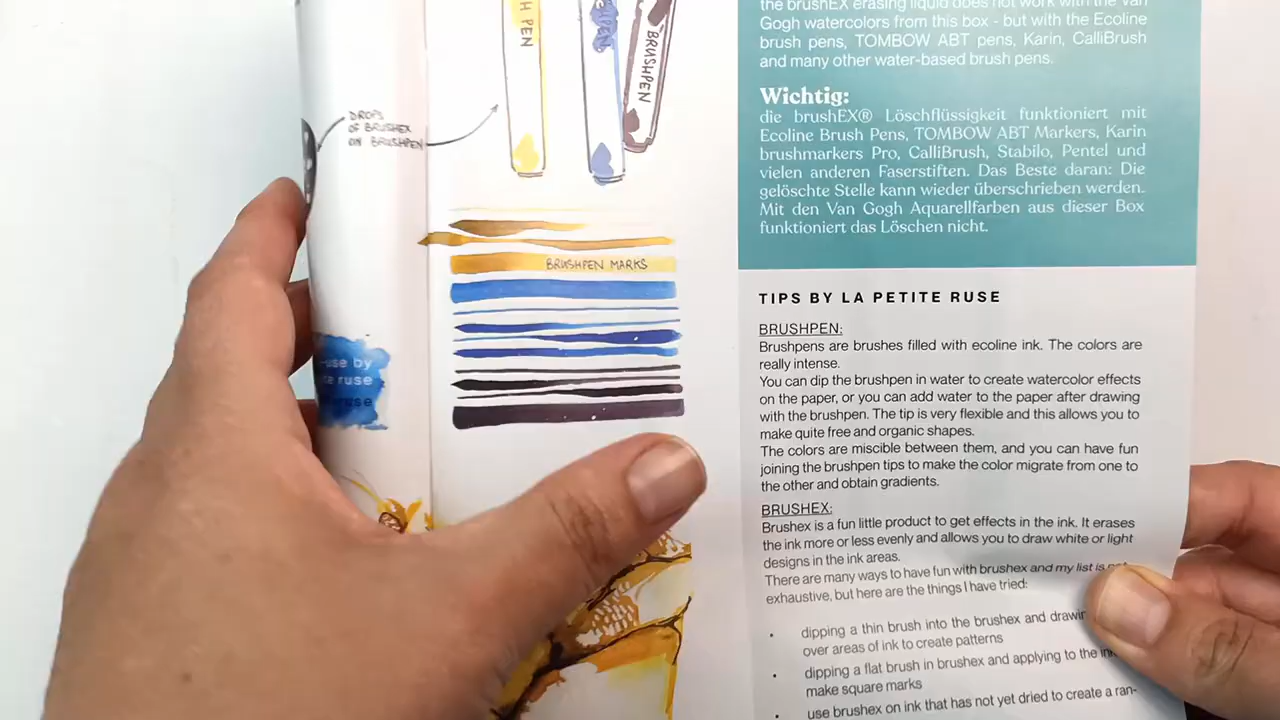 H PEN
PEN
BRUSHPEN
DROPS
OF BRUSHEX
ON BRUSHPEN
BRUSHPEN MARKS
-use by
ruse
ruse
the brushEX erasing liquid does not work with the Van
Gogh watercolors from this box - but with the Ecoline
brush pens, TOMBOW ABT pens, Karin, CalliBrush
and many other water-based brush pens.
Wichtig:
die brushEX® Löschflüssigkeit funktioniert mit
Ecoline Brush Pens, TOMBOW ABT Markers, Karin
brushmarkers Pro, CalliBrush, Stabilo, Pentel und
vielen anderen Faserstiften. Das Beste daran: Die
gelöschte Stelle kann wieder überschrieben werden.
Mit den Van Gogh Aquarellfarben aus dieser Box
funktioniert das Löschen nicht.
TIPS BY LA PETITE RUSE
BRUSHPEN:
Brushpens are brushes filled with ecoline ink. The colors are
really intense.
You can dip the brushpen in water to create watercolor effects
on the paper, or you can add water to the paper after drawing
with the brushpen. The tip is very flexible and this allows you to
make quite free and organic shapes.
The colors are miscible between them, and you can have fun
joining the brushpen tips to make the color migrate from one to
the other and obtain gradients.
BRUSHEX:
Brushex is a fun little product to get effects in the ink. It erases
the ink more or less evenly and allows you to draw white or light
designs in the ink areas.
There are many ways to have fun with brushex and my list is
exhaustive, but here are the things I have tried:
• dipping a thin brush into the brushex and
over areas of ink to create patterns
• dipping a flat brush in brushex and applying to the
make square marks
• use brushex on ink that has not yet dried to create a ran-